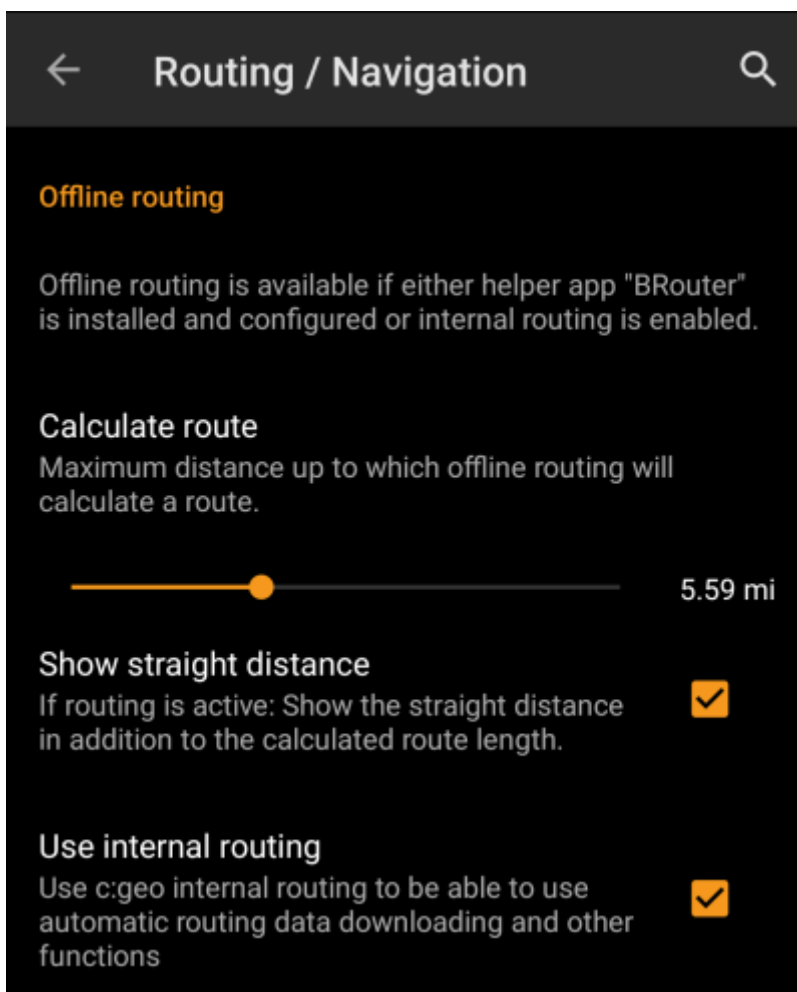 Routing / Navigation
Offline routing
Offline routing is available if either helper app "BRouter"
is installed and configured or internal routing is enabled.
Calculate route
Maximum distance up to which offline routing will
calculate a route.
5.59 mi
Show straight distance
If routing is active: Show the straight distance
in addition to the calculated route length.
Use internal routing
Use c:geo internal routing to be able to use
automatic routing data downloading and other
functions